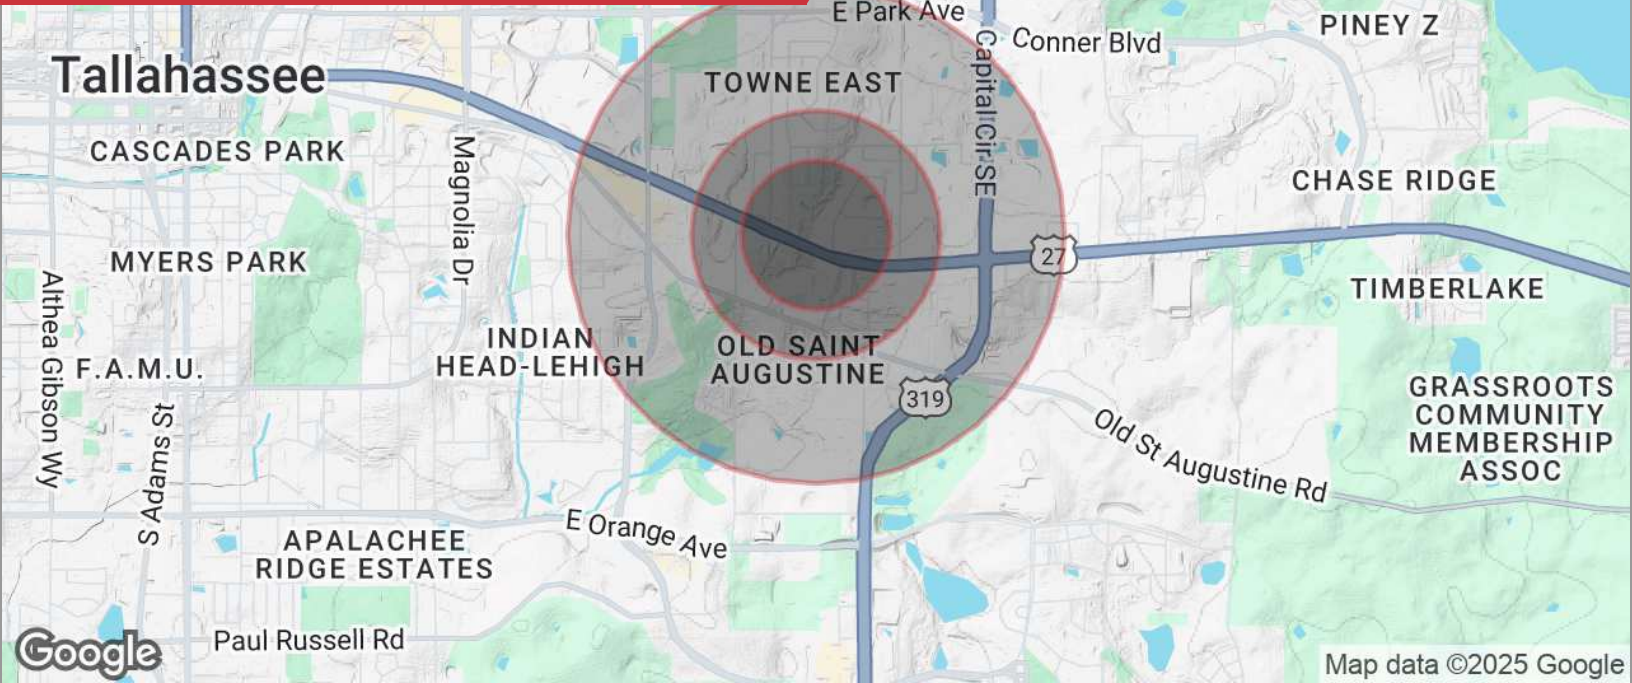 E Park Ave
Conner Blvd
PINEY Z
Tallahassee
TOWNE EAST
Capital Cir SE
CASCADES PARK
Magnolia Dr
CHASE RIDGE
MYERS PARK
27
TIMBERLAKE
Althea Gibson Wy
F.A.M.U.
INDIAN
HEAD-LEHIGH
OLD SAINT
AUGUSTINE
319
GRASSROOTS
COMMUNITY
MEMBERSHIP
ASSOC
S Adams St
Old St Augustine Rd
APALACHEE
RIDGE ESTATES
E Orange Ave
Paul Russell Rd
Google
Map data ©2025 Google